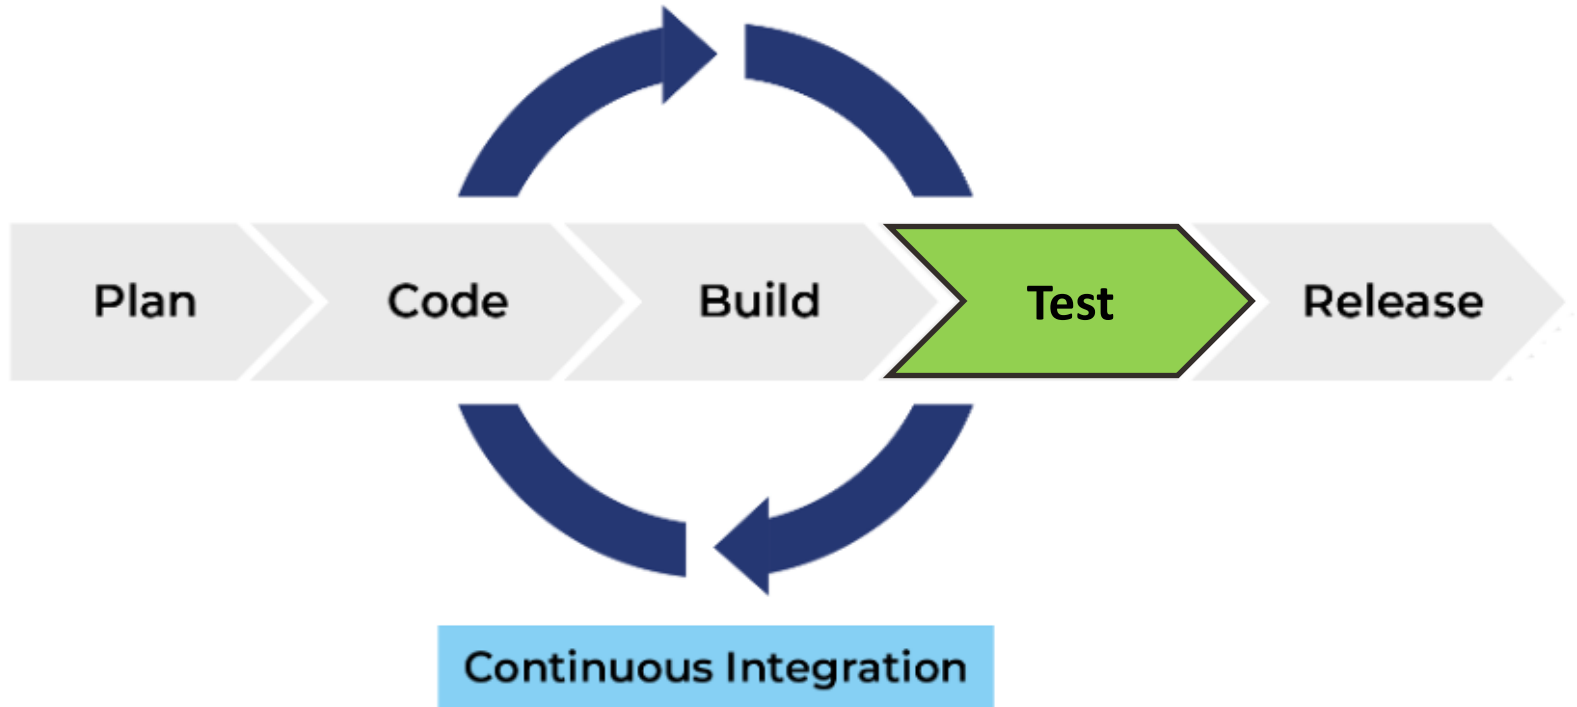 Plan
Code
Build
Test
Release
Continuous Integration